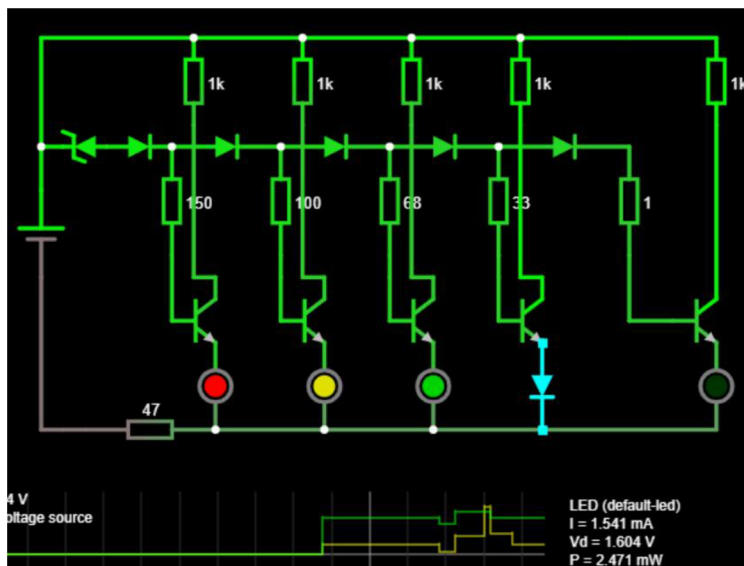 1k 1k 1k 1k 1k
150 100 68 33 1
47
4 V
oltage source
LED (default-led)
I = 1.541 mA
Vd = 1.604 V
P = 2.471 mW